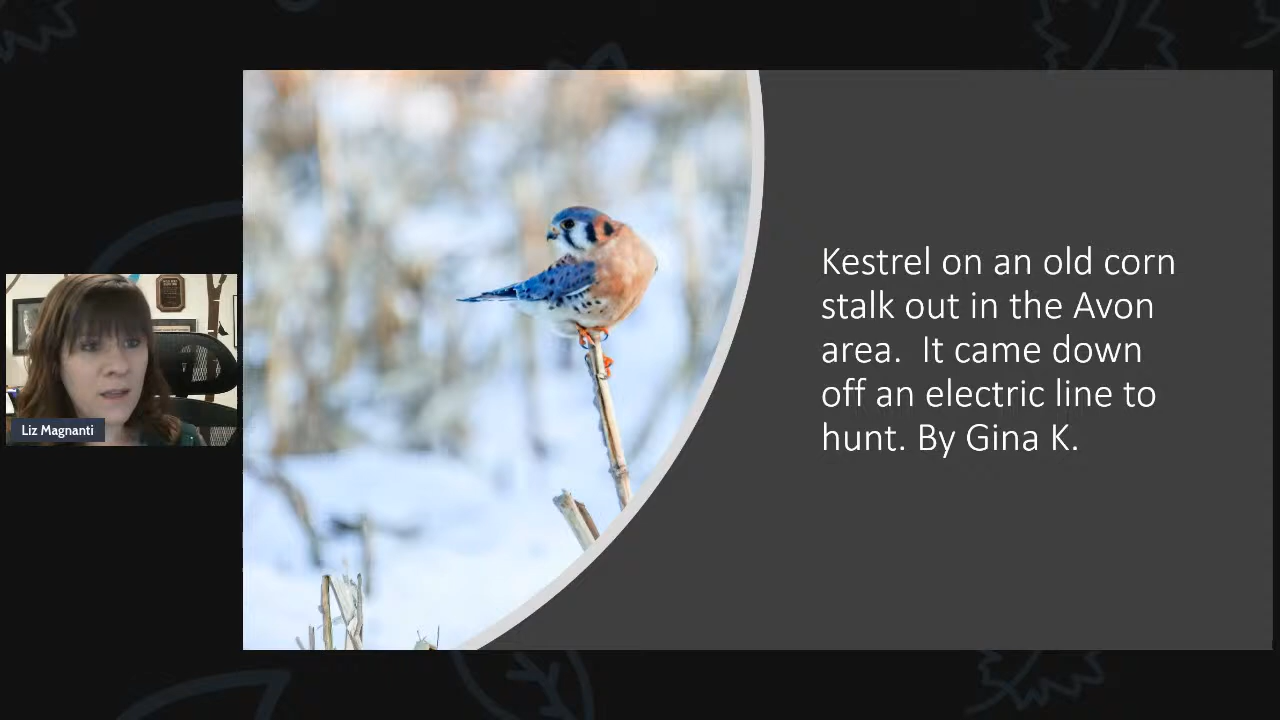 Kestrel on an old corn
stalk out in the Avon
area.  It came down
off an electric line to
hunt. By Gina K.
Liz Magnanti